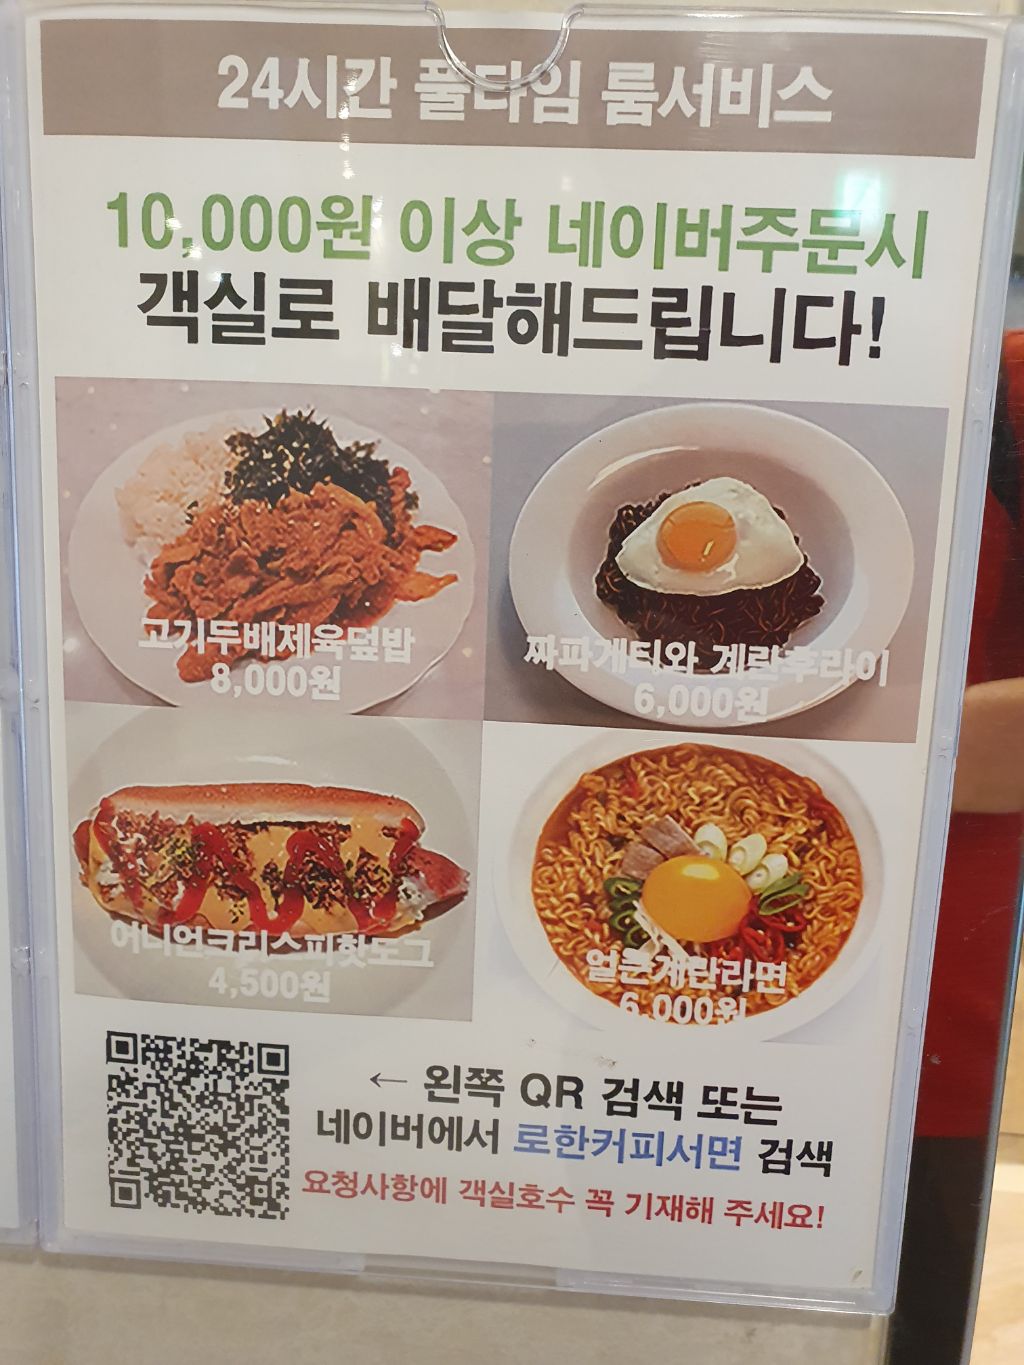 24시간 풀타임 룸서비스
10,000원 이상 네이버주문시
객실로 배달해드립니다!
고기두배제육덮밥
8,000원
짜파게티와 계란후라이
6,000원
어니언크리스피핫도그
4,500원
얼큰계란라면
6,000원
← 왼쪽 QR 검색 또는
네이버에서 로한커피서면 검색
요청사항에 객실호수 꼭 기재해 주세요!